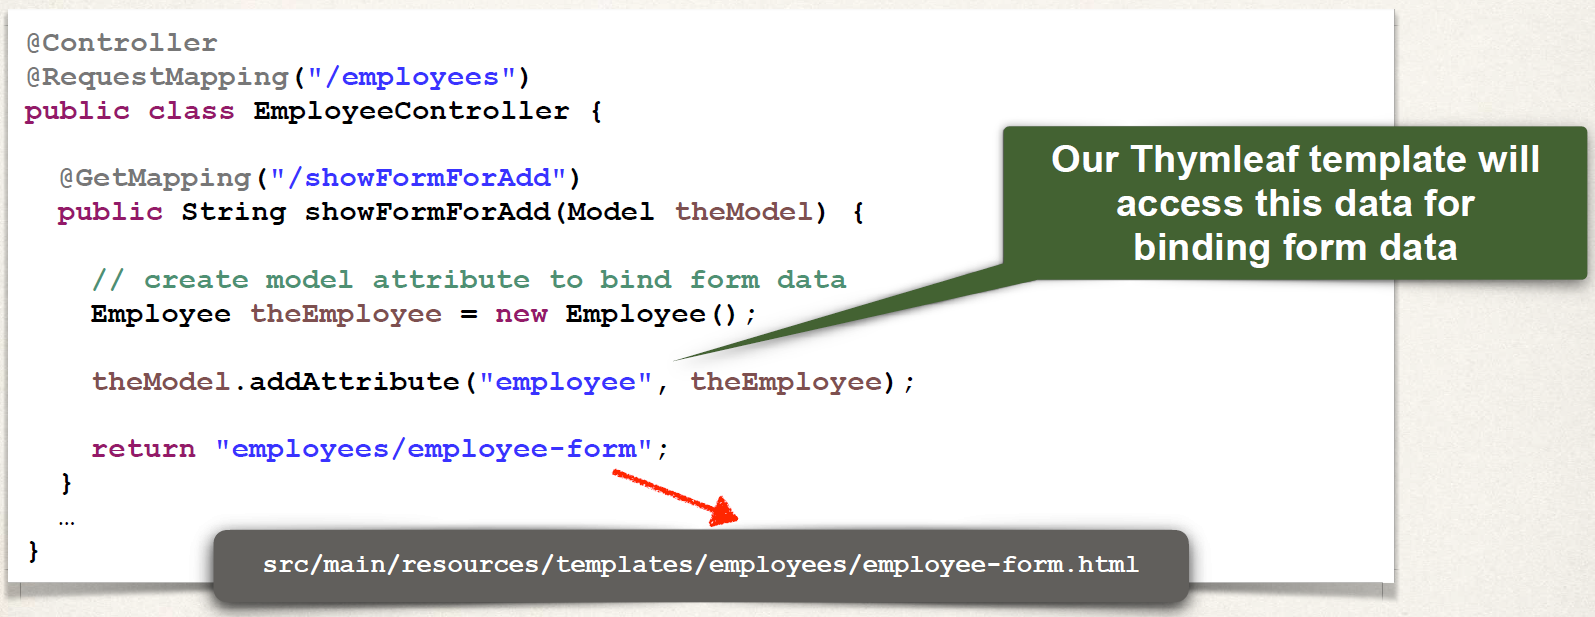 @Controller
@RequestMapping("/employees")
public class EmployeeController {
@GetMapping("/showFormForAdd")
public String showFormForAdd(Model theModel) {
// create model attribute to bind form data
Employee theEmployee = new Employee();
theModel.addAttribute("employee", theEmployee);
return "employees/employee-form";
}
…
}
Our Thymleaf template will
access this data for
binding form data
src/main/resources/templates/employees/employee-form.html